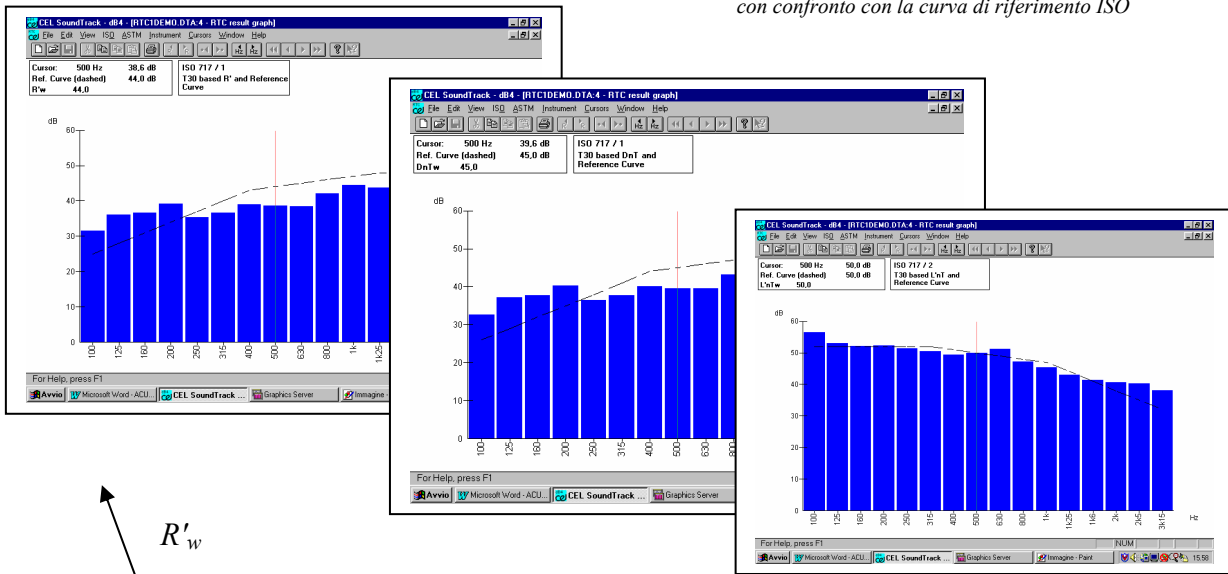 con confronto con la curva di riferimento ISO
CEL SoundTrack - dB4 - [RTC1DEMO.DTA:4 - RTC result graph]
File Edit View ISO ASTM Instrument Cursors Window Help
Cursor: 500 Hz 38,6 dB
Ref. Curve (dashed) 44,0 dB
R'w 44,0
ISO 717 / 1
T30 based R' and Reference
Curve
dB
60
50
40
30
20
10
0
100 125 160 200 250 315 400 500 630 800 1k 1k25
For Help, press F1
Avvio Microsoft Word - ACU... CEL SoundTrack ... Graphics Server Immagine -
CEL SoundTrack - dB4 - [RTC1DEMO.DTA:4 - RTC result graph]
File Edit View ISO ASTM Instrument Cursors Window Help
Cursor: 500 Hz 39,6 dB
Ref. Curve (dashed) 45,0 dB
DnTw 45,0
ISO 717 / 1
T30 based DnT and
Reference Curve
dB
60
50
40
30
20
10
0
100 125 160 200 250 315 400 500 630 800
For Help, press F1
Avvio Microsoft Word - ACU... CEL SoundTrack ... Graphics Server
CEL SoundTrack - dB4 - [RTC1DEMO.DTA:4 - RTC result graph]
File Edit View ISO ASTM Instrument Cursors Window Help
Cursor: 500 Hz 50,0 dB
Ref. Curve (dashed) 50,0 dB
L'nTw 50,0
ISO 717 / 2
T30 based L'nT and
Reference Curve
dB
60
50
40
30
20
10
0
100 125 160 200 250 315 400 500 630 800 1k 1k25 1k6 2k 2k5 3k15 Hz
For Help, press F1
NUM
Avvio Microsoft Word - ACU... CEL SoundTrack ... Graphics Server Immagine - Paint 15.58
R'w